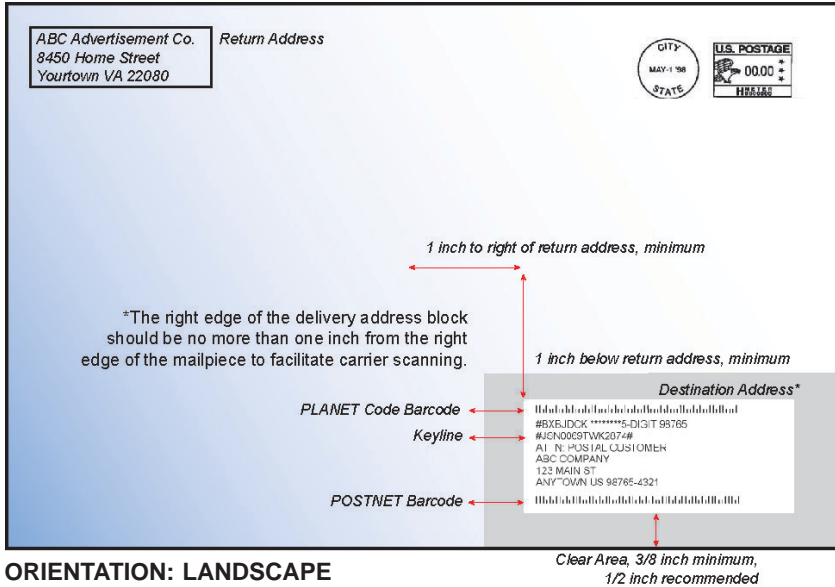 ABC Advertisement Co.
8450 Home Street
Yourtown VA 22080
Return Address
CITY
MAY-1 '98
STATE
U.S. POSTAGE
00.00
H METER
1 inch to right of return address, minimum
*The right edge of the delivery address block
should be no more than one inch from the right
edge of the mailpiece to facilitate carrier scanning.
1 inch below return address, minimum
Destination Address*
PLANET Code Barcode
Keyline
POSTNET Barcode
#BXBJDCK ********5-DIGIT 98765
#JSN0069TWK2874#
ATTN: POSTAL CUSTOMER
ABC COMPANY
123 MAIN ST
ANYTOWN US 98765-4321
Clear Area, 3/8 inch minimum,
1/2 inch recommended
ORIENTATION: LANDSCAPE